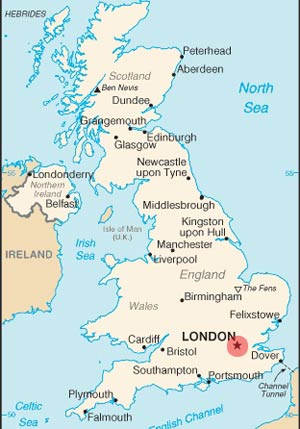 HEBRIDES
Peterhead
Scotland
Aberdeen
Ben Nevis
North
Sea
Dundee
Grangemouth
Edinburgh
Glasgow
55
55
Londonderry
Newcastle
upon Tyne
Northern
Ireland
Belfast
Middlesbrough
Isle of Man
(U.K.)
Kingston
upon Hull
Irish
Sea
Manchester
IRELAND
Liverpool
England
The Fens
Birmingham
Wales
Felixstowe
LONDON
Cardiff
Bristol
Dover
Southampton
Portsmouth
Channel
Tunnel
Plymouth
Celtic
Sea
Falmouth
English Channel
50
50